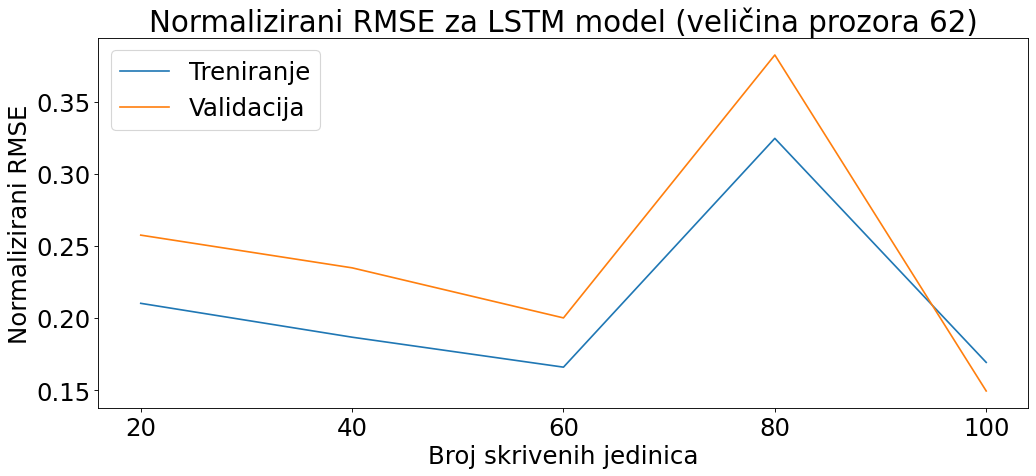 Normalizirani RMSE za LSTM model (veličina prozora 62)
Treniranje
Validacija
Normalizirani RMSE
0.35
0.30
0.25
0.20
0.15
20 40 60 80 100
Broj skrivenih jedinica